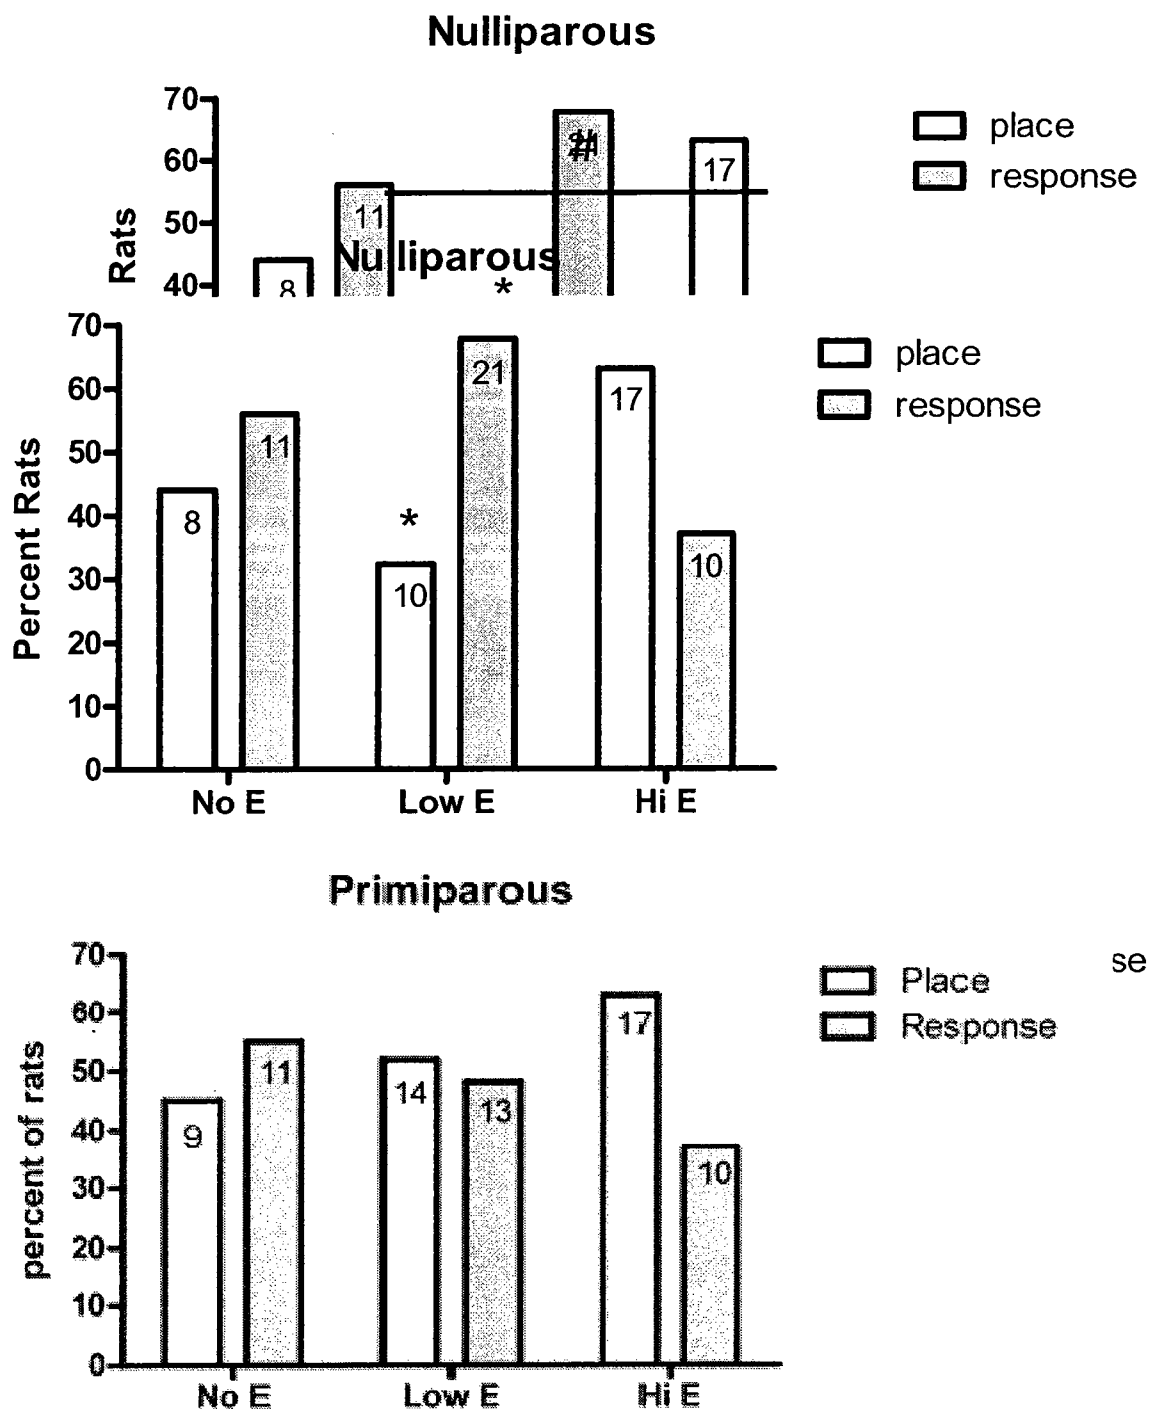 Nulliparous
70
60
50
40
Rats
8
11
#
17
place
response
Nulliparous
*
70
60
50
40
30
20
10
0
Percent Rats
8
11
*
10
21
17
10
No E
Low E
Hi E
place
response
Primiparous
70
60
50
40
30
20
10
0
percent of rats
9
11
14
13
17
10
No E
Low E
Hi E
Place
Response
se